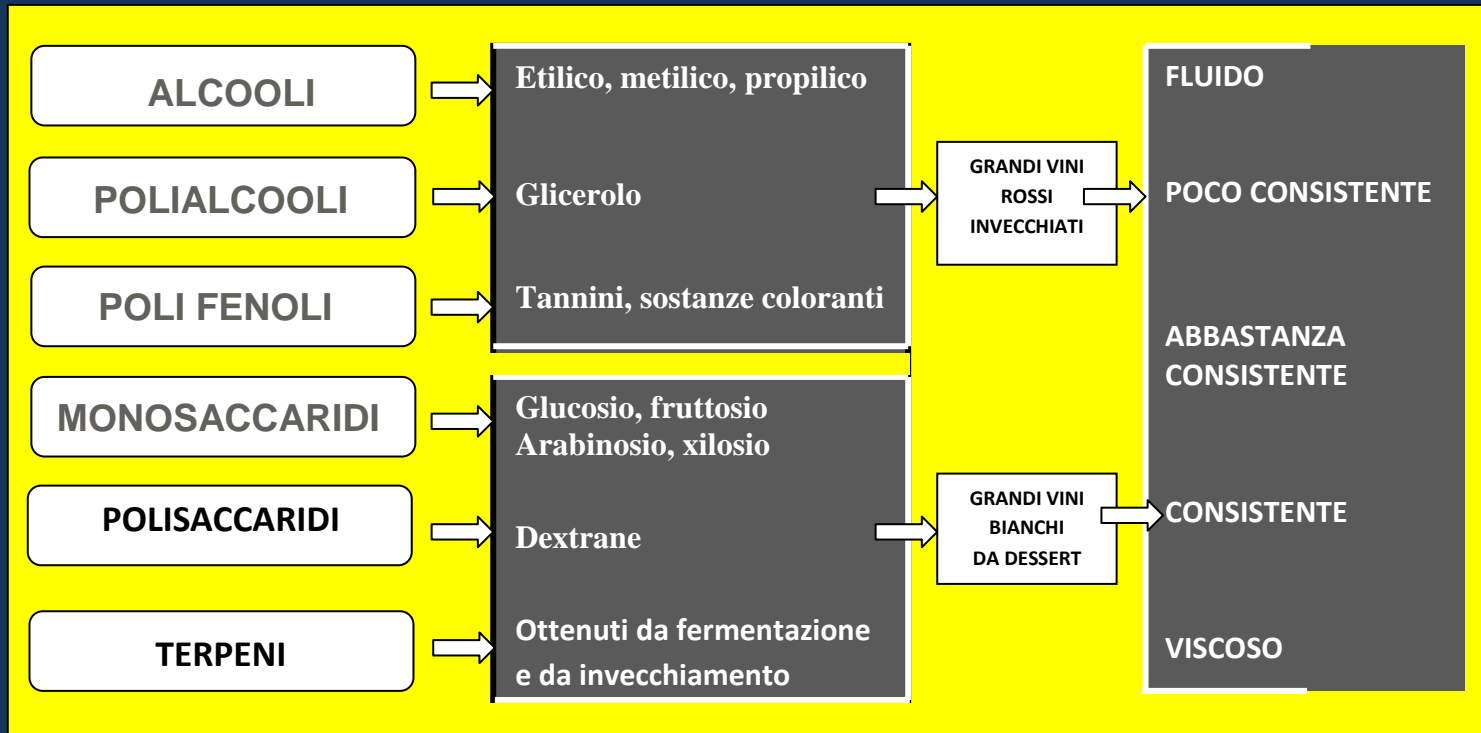 ALCOOLI
Etilico, metilico, propilico
POLIALCOOLI
Glicerolo
POLI FENOLI
Tannini, sostanze coloranti
MONOSACCARIDI
Glucosio, fruttosio
Arabinosio, xilosio
POLISACCARIDI
Dextrane
TERPENI
Ottenuti da fermentazione
e da invecchiamento
GRANDI VINI
ROSSI
INVECCHIATI
GRANDI VINI
BIANCHI
DA DESSERT
FLUIDO
POCO CONSISTENTE
ABBASTANZA
CONSISTENTE
CONSISTENTE
VISCOSO